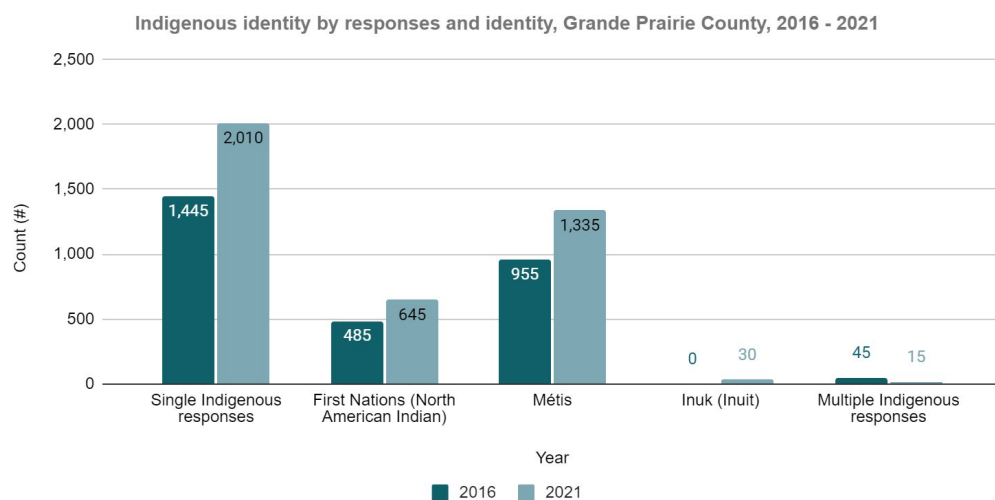 Indigenous identity by responses and identity, Grande Prairie County, 2016 - 2021
2,500
2,000
1,500
1,000
500
0
Count (#)
1,445
2,010
485
645
955
1,335
0
30
45
15
Single Indigenous
responses
First Nations (North
American Indian)
Métis
Inuk (Inuit)
Multiple Indigenous
responses
Year
2016
2021